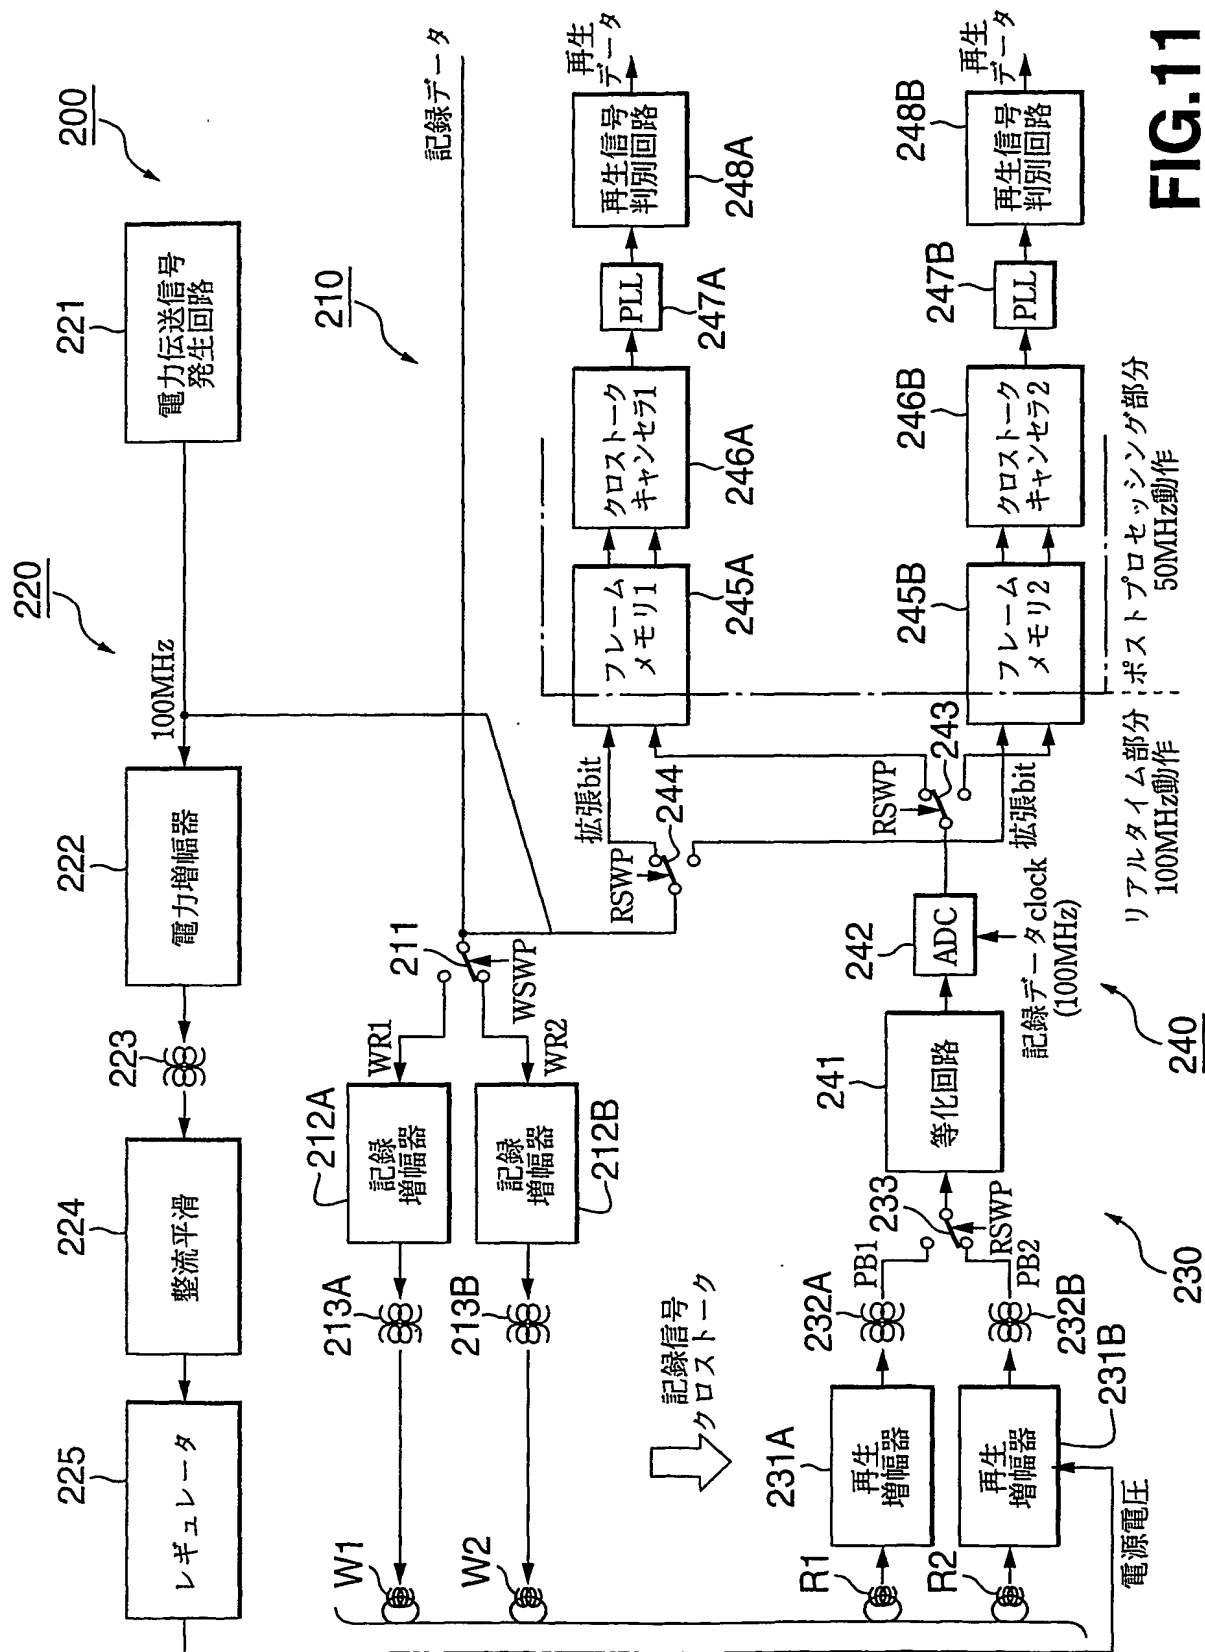 FIG.11
200
220
225
レギュレータ
224
整流平滑
223
222
電力増幅器
100MHz
221
電力伝送信号
発生回路
210
記録データ
W1
213A
212A
記録
増幅器
WR1
211
WSWP
W2
213B
212B
記録
増幅器
WR2
記録信号
クロストーク
RSWP
244
拡張bit
フレーム
メモリ1
245A
クロストーク
キャンセラ1
246A
PLL
247A
再生信号
判別回路
248A
再生
データ
R1
231A
再生
増幅器
232A
PB1
233
RSWP
241
等化回路
242
ADC
記録データclock
(100MHz)
RSWP
243
R2
再生
増幅器
231B
232B
PB2
電源電圧
230
240
拡張bit
フレーム
メモリ2
245B
クロストーク
キャンセラ2
246B
PLL
247B
再生信号
判別回路
248B
再生
データ
リアルタイム部分
100MHz動作
ポストプロセッシング部分
50MHz動作